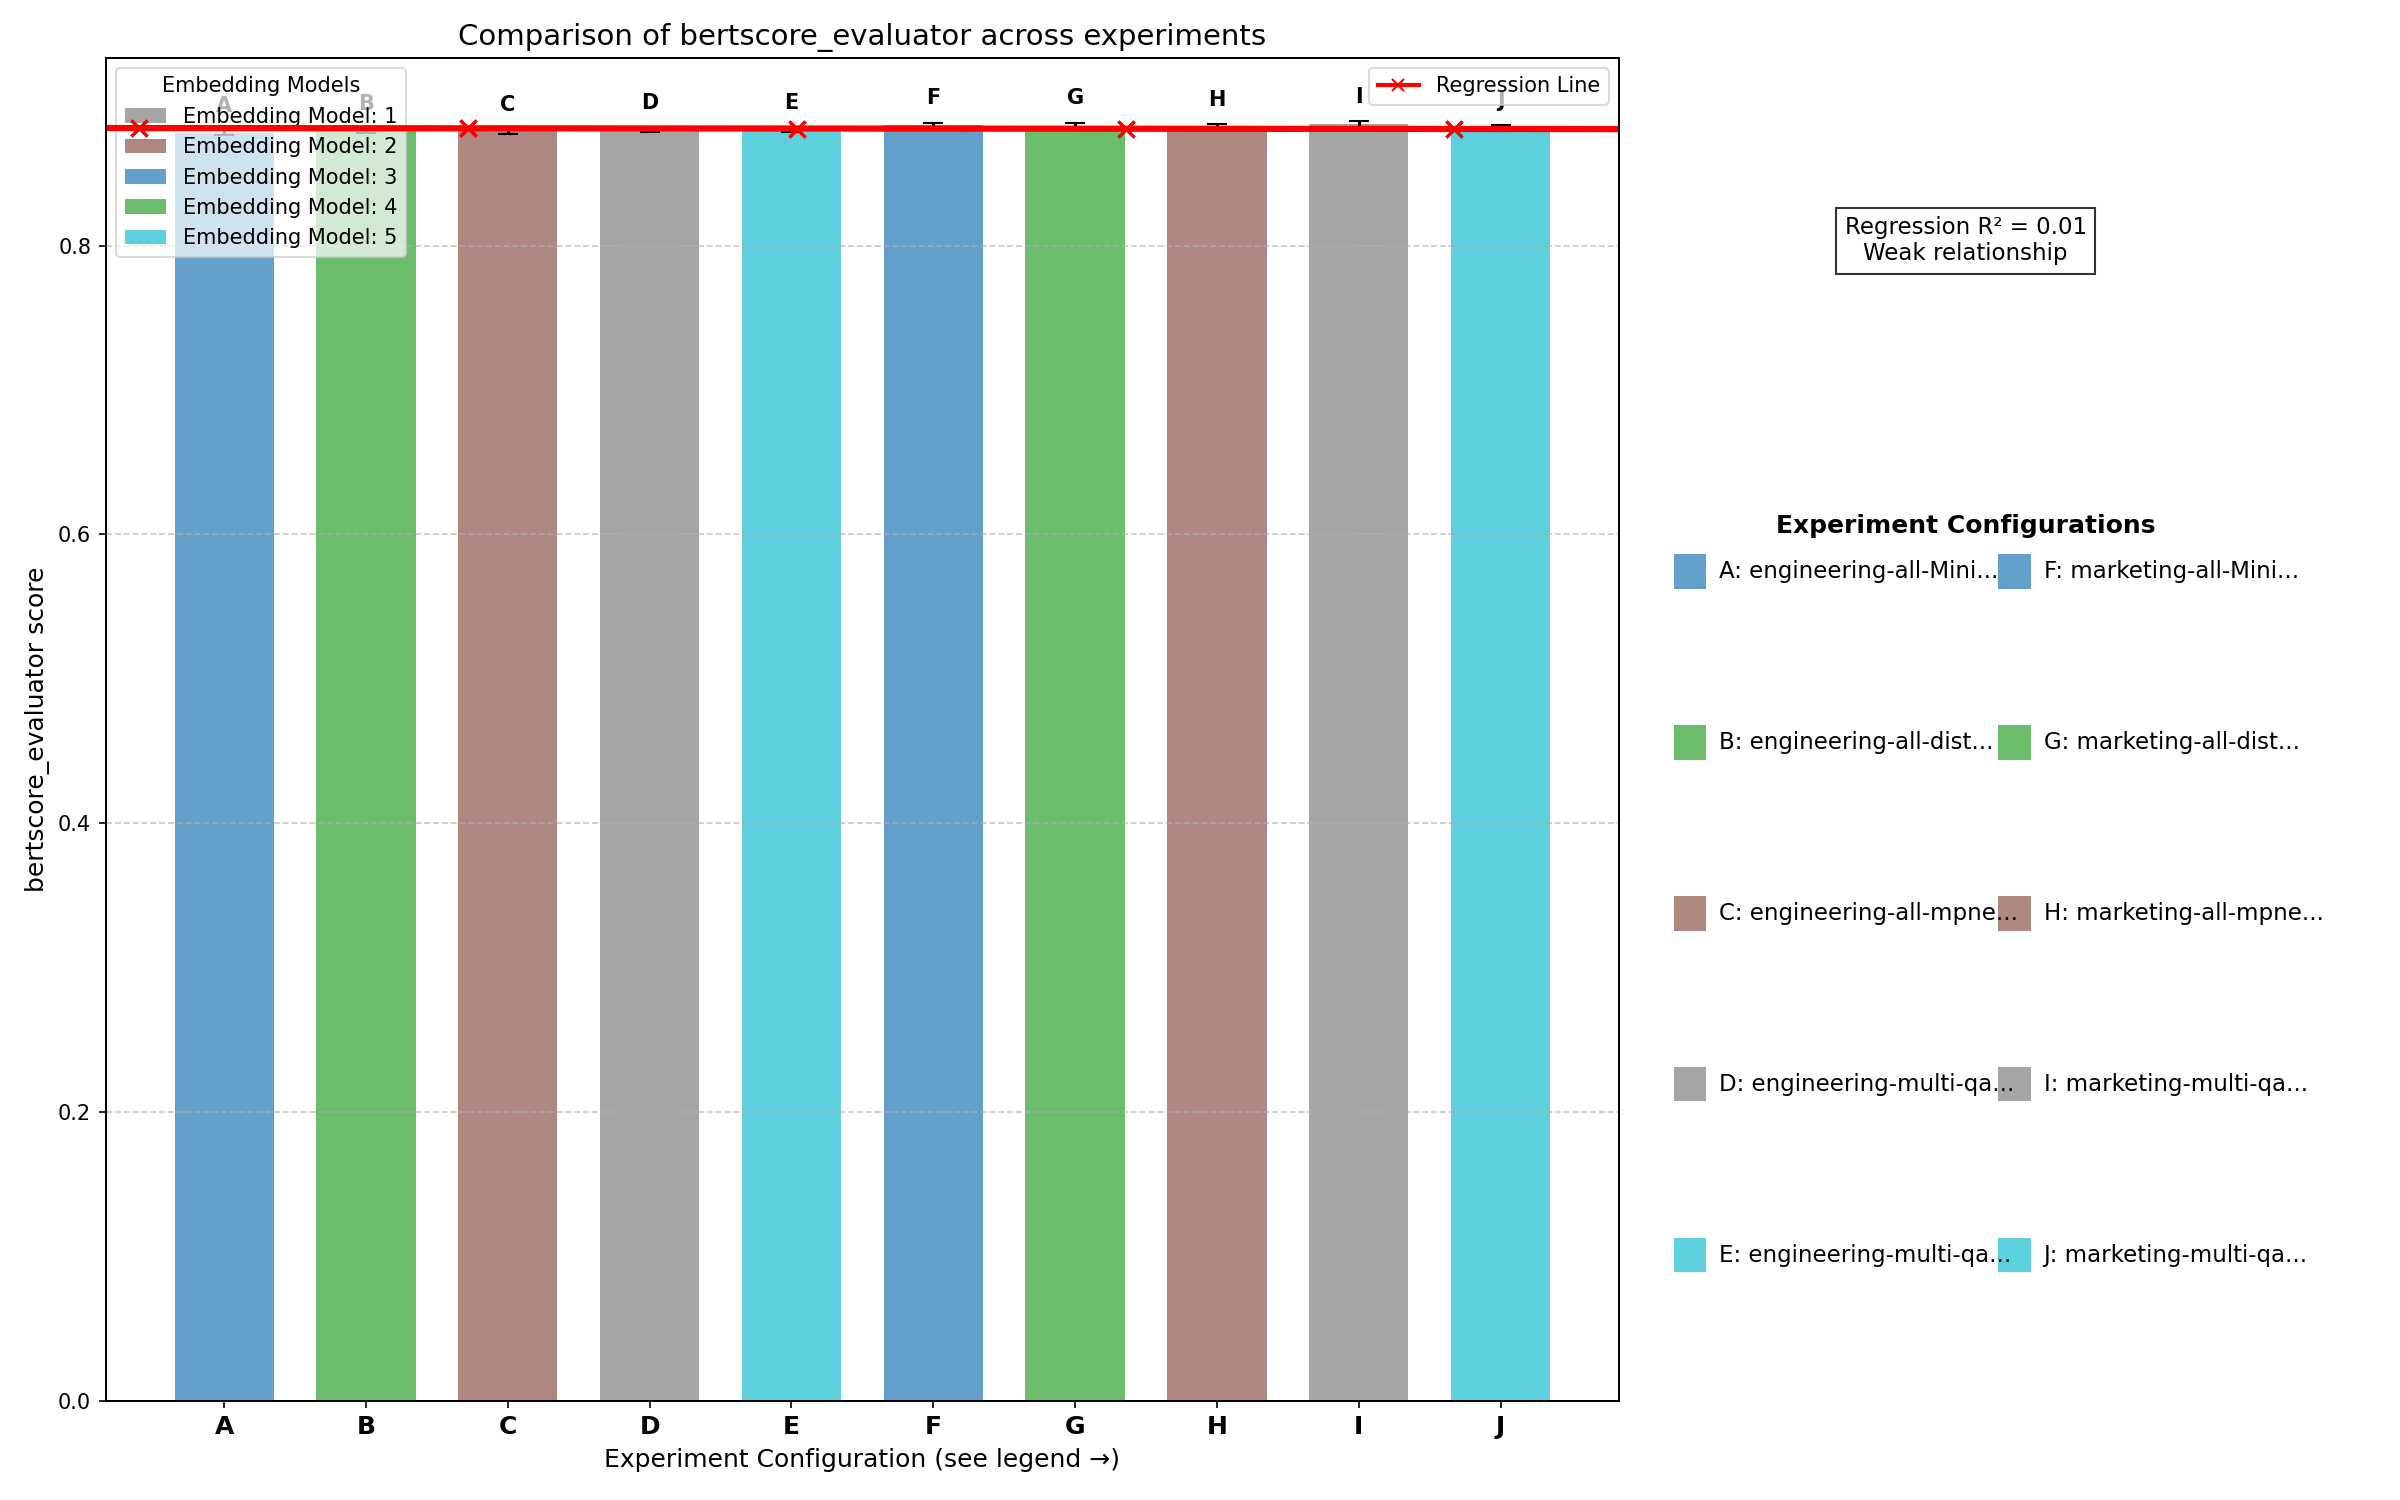 Comparison of bertscore_evaluator across experiments
Embedding Models
Embedding Model: 1
Embedding Model: 2
Embedding Model: 3
Embedding Model: 4
Embedding Model: 5
A
B
C
D
E
F
G
H
I
J
Regression Line
0.8
0.6
0.4
0.2
0.0
bertscore_evaluator score
A
B
C
D
E
F
G
H
I
J
Experiment Configuration (see legend →)
Regression R² = 0.01
Weak relationship
Experiment Configurations
A: engineering-all-Mini...
F: marketing-all-Mini...
B: engineering-all-dist...
G: marketing-all-dist...
C: engineering-all-mpne...
H: marketing-all-mpne...
D: engineering-multi-qa...
I: marketing-multi-qa...
E: engineering-multi-qa...
J: marketing-multi-qa...